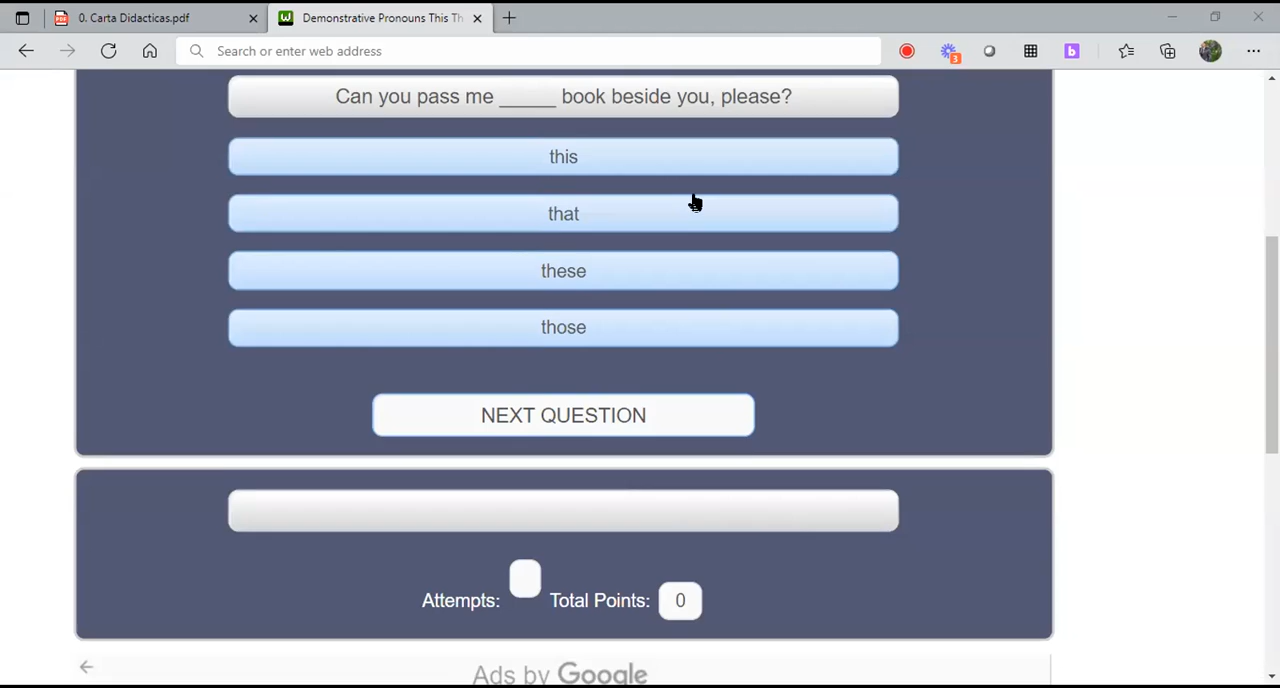 0. Carta Didacticas.pdf
Demonstrative Pronouns This Th
Search or enter web address
3
b
Can you pass me _____ book beside you, please?
this
that
these
those
NEXT QUESTION
Attempts:
Total Points: 0
Ads by Google